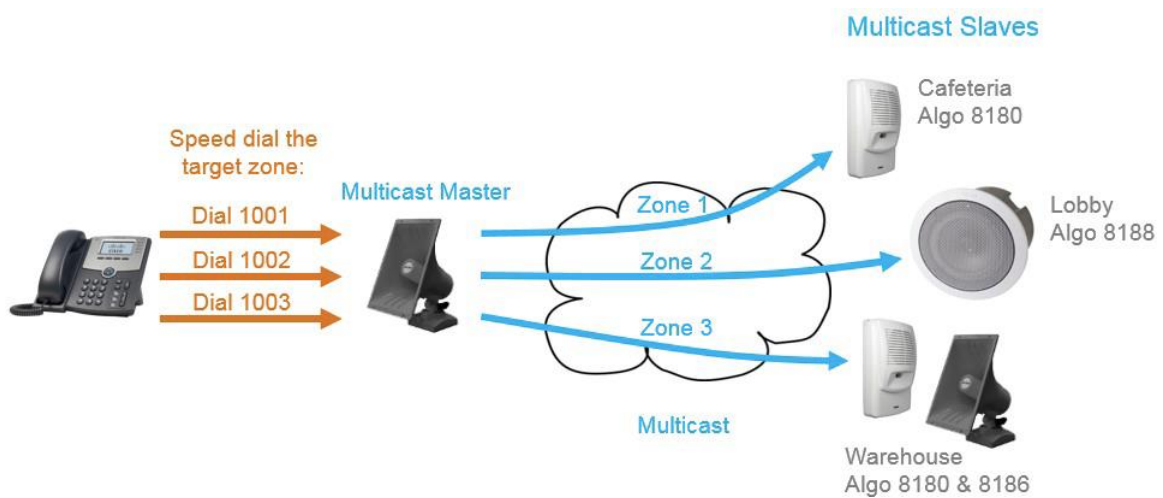 Multicast Slaves
Cafeteria
Algo 8180
Speed dial the
target zone:
Multicast Master
Dial 1001
Dial 1002
Dial 1003
Zone 1
Zone 2
Zone 3
Lobby
Algo 8188
Multicast
Warehouse
Algo 8180 & 8186